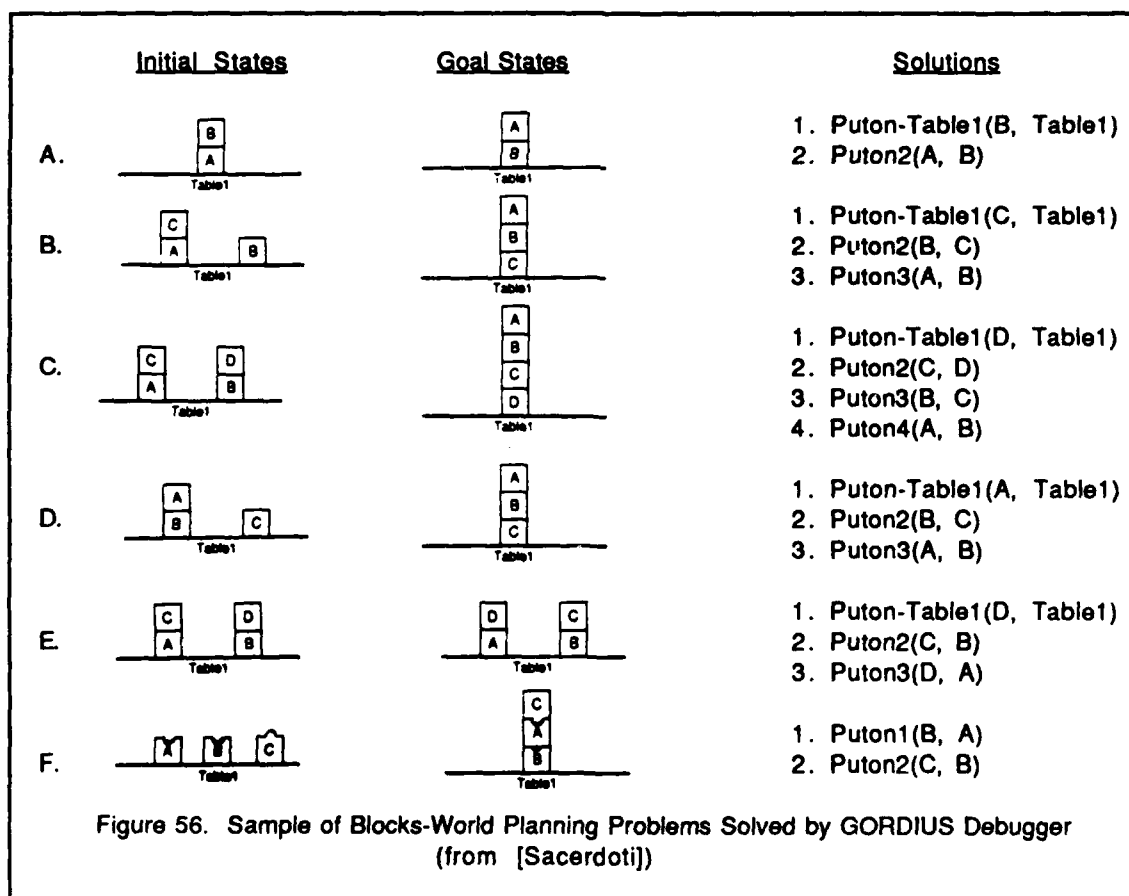 Initial States Goal States Solutions
A.
B
A
Table1
A
B
Table1
1. Puton-Table1(B, Table1)
2. Puton2(A, B)
B.
C
A
B
Table1
A
B
C
Table1
1. Puton-Table1(C, Table1)
2. Puton2(B, C)
3. Puton3(A, B)
C.
C D
A B
Table1
A
B
C
D
Table1
1. Puton-Table1(D, Table1)
2. Puton2(C, D)
3. Puton3(B, C)
4. Puton4(A, B)
D.
A
B
C
Table1
A
B
C
Table1
1. Puton-Table1(A, Table1)
2. Puton2(B, C)
3. Puton3(A, B)
E.
C D
A B
Table1
D C
A B
Table1
1. Puton-Table1(D, Table1)
2. Puton2(C, B)
3. Puton3(D, A)
F.
A B C
Table1
C
A
B
Table1
1. Puton1(B, A)
2. Puton2(C, B)
Figure 56. Sample of Blocks-World Planning Problems Solved by GORDIUS Debugger
(from [Sacerdoti])